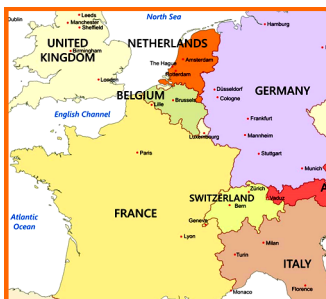 North Sea
Dublin
Leeds
Manchester
Sheffield
UNITED
KINGDOM
Birmingham
London
NETHERLANDS
The Hague
Amsterdam
Rotterdam
Hamburg
BELGIUM
Brussels
Lille
Düsseldorf
Cologne
GERMANY
English Channel
Frankfurt
Mannheim
Luxembourg
Stuttgart
Paris
Munich
Zürich
Vaduz
A
SWITZERLAND
Bern
Atlantic
Ocean
FRANCE
Geneve
Lyon
Milan
Turin
ITALY
Monaco
Florence